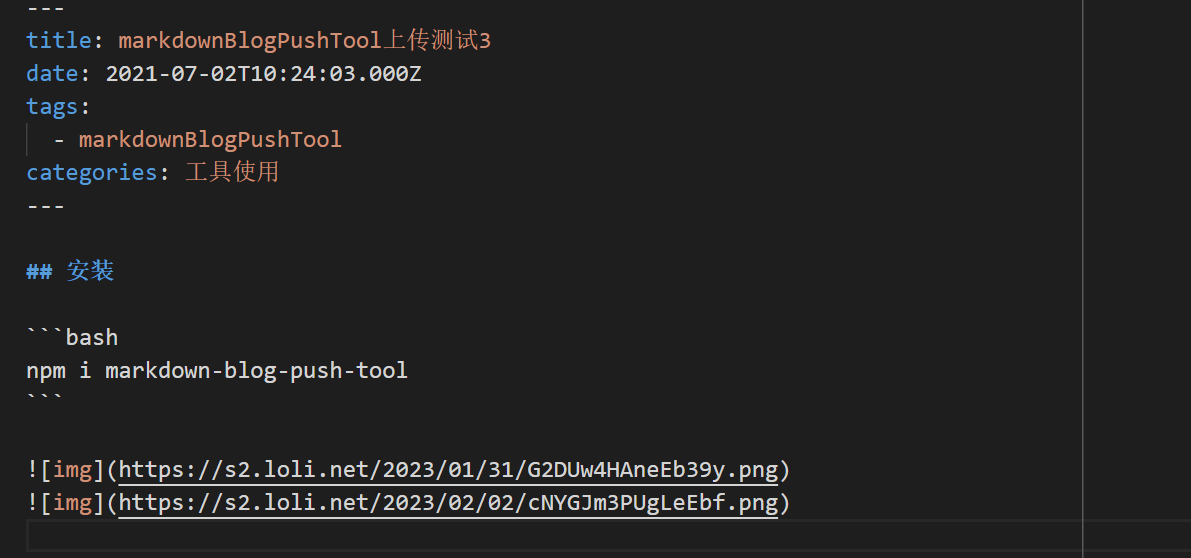 ---
title: markdownBlogPushTool上传测试3
date: 2021-07-02T10:24:03.000Z
tags:
  - markdownBlogPushTool
categories: 工具使用
---
## 安装
```bash
npm i markdown-blog-push-tool
```
![img](https://s2.loli.net/2023/01/31/G2DUw4HAneEb39y.png)
![img](https://s2.loli.net/2023/02/02/cNYGJm3PUgLeEbf.png)